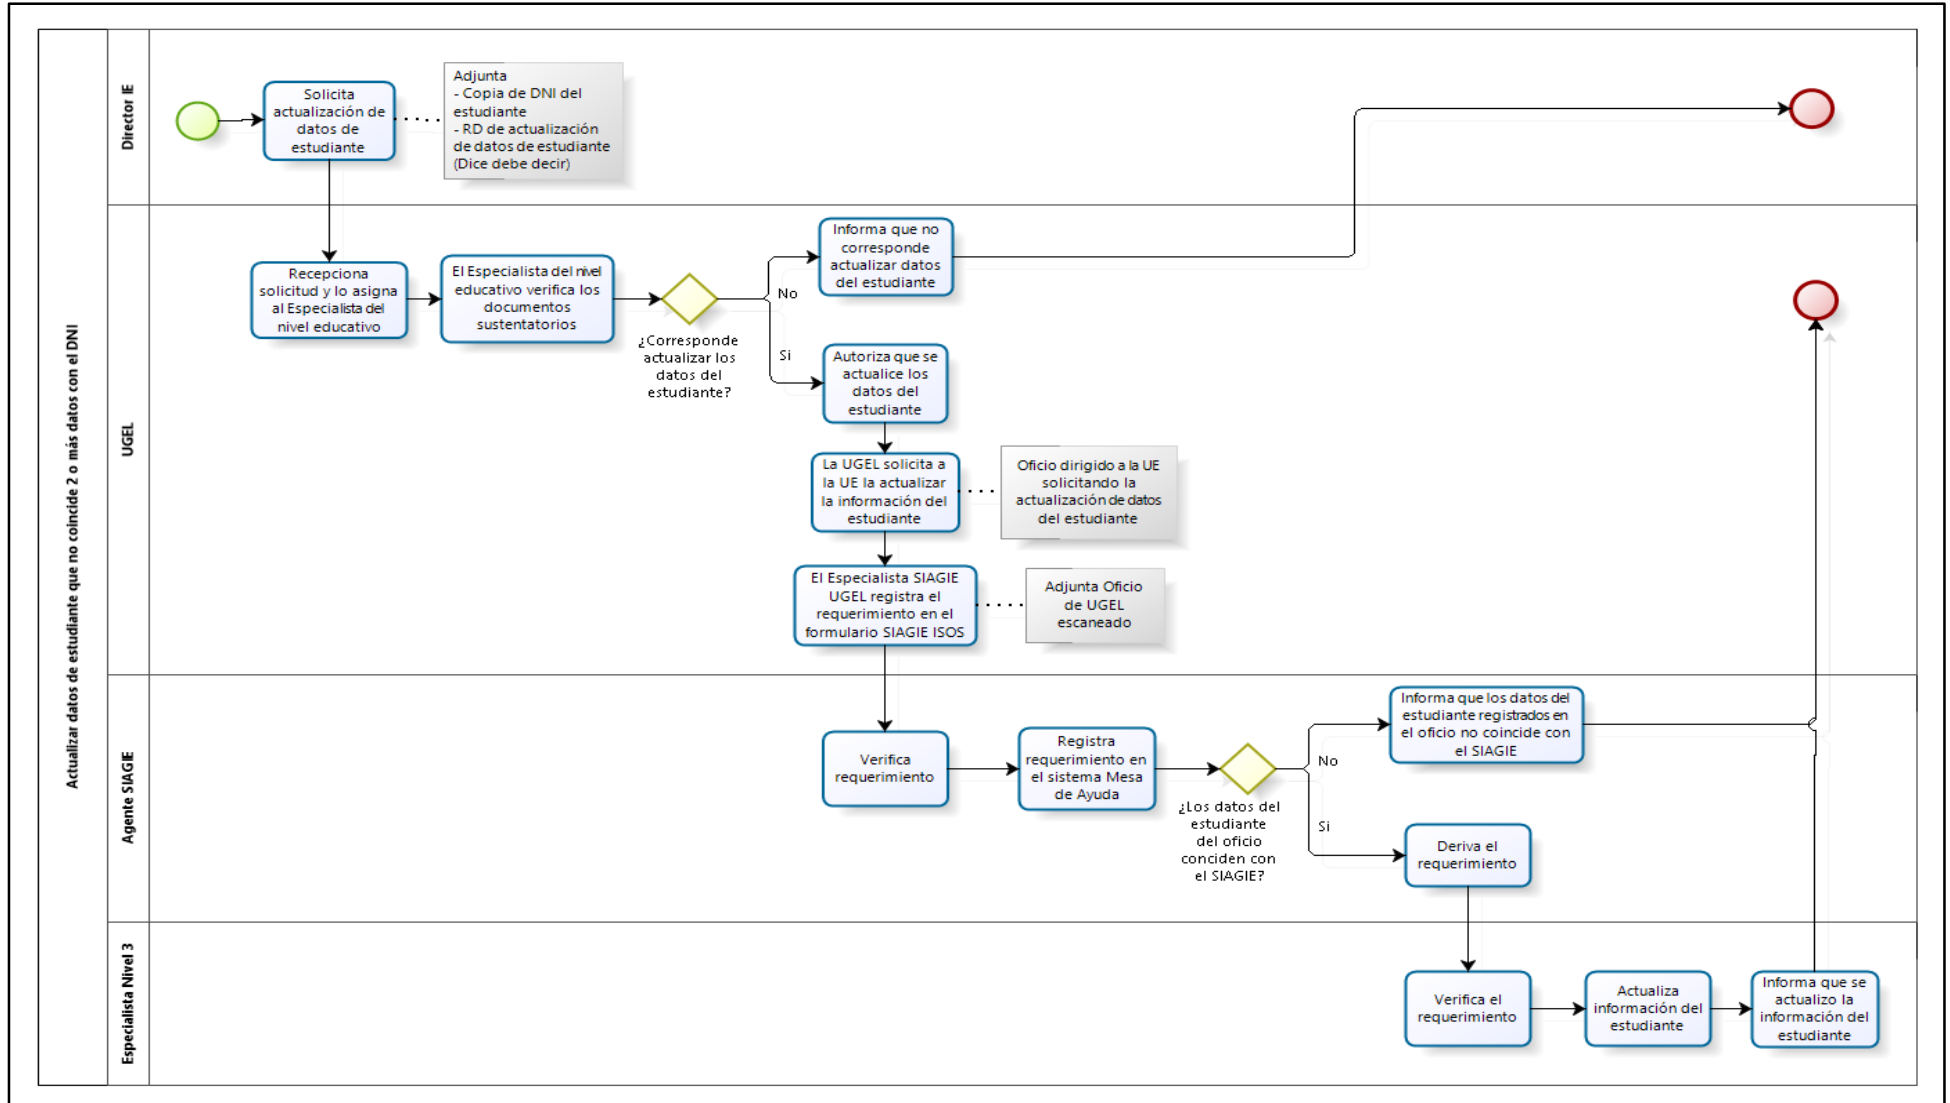 Actualizar datos de estudiante que no coincide 2 o más datos con el DNI
Director IE
Solicita
actualización de
datos de
estudiante
Adjunta
- Copia de DNI del
estudiante
- RD de actualización
de datos de estudiante
(Dice debe decir)
UGEL
Recepciona
solicitud y lo asigna
al Especialista del
nivel educativo
El Especialista del nivel
educativo verifica los
documentos
sustentatorios
¿Corresponde
actualizar los
datos del
estudiante?
No
Informa que no
corresponde
actualizar datos
del estudiante
Si
Autoriza que se
actualice los
datos del
estudiante
La UGEL solicita a
la UE la actualizar
la información del
estudiante
Oficio dirigido a la UE
solicitando la
actualización de datos
del estudiante
El Especialista SIAGIE
UGEL registra el
requerimiento en el
formulario SIAGIE ISOS
Adjunta Oficio
de UGEL
escaneado
Agente SIAGIE
Verifica
requerimiento
Registra
requerimiento en
el sistema Mesa
de Ayuda
¿Los datos del
estudiante
del oficio
conciden con
el SIAGIE?
No
Informa que los datos del
estudiante registrados en
el oficio no coincide con
el SIAGIE
Si
Deriva el
requerimiento
Especialista Nivel 3
Verifica el
requerimiento
Actualiza
información del
estudiante
Informa que se
actualizo la
información del
estudiante